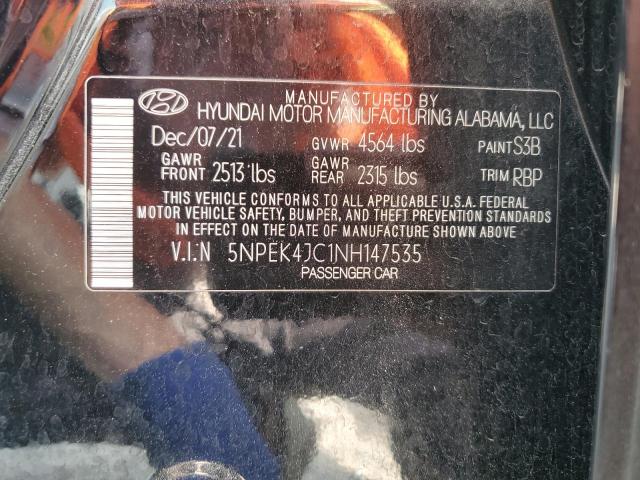 MANUFACTURED BY
HYUNDAI MOTOR MANUFACTURING ALABAMA, LLC
Dec/07/21 GVWR 4564 lbs PAINT S3B
GAWR FRONT 2513 lbs GAWR REAR 2315 lbs TRIM RBP
THIS VEHICLE CONFORMS TO ALL APPLICABLE U.S.A. FEDERAL
MOTOR VEHICLE SAFETY, BUMPER, AND THEFT PREVENTION
STANDARDS IN EFFECT ON THE DATE OF MANUFACTURE SHOWN ABOVE
V.I.N 5NPEK4JC1NH147535
PASSENGER CAR